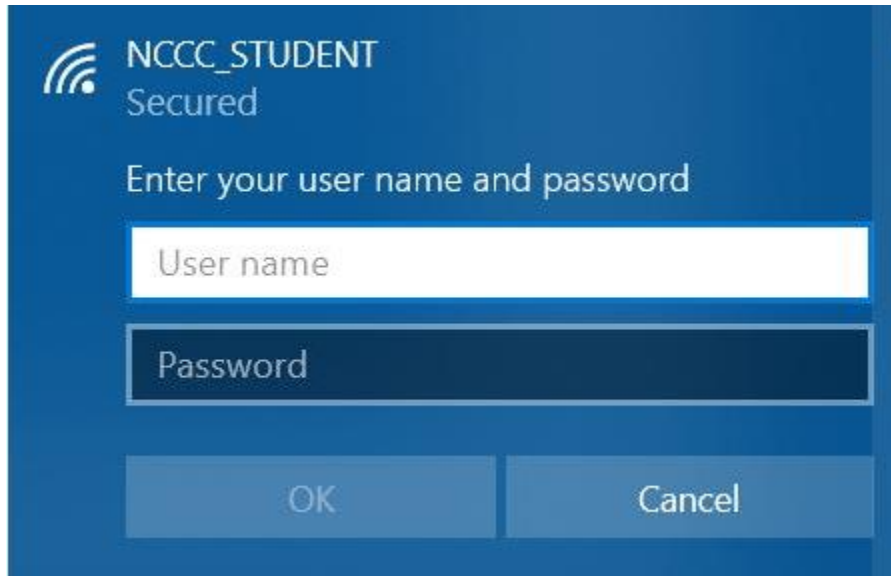 NCCC_STUDENT
Secured
Enter your user name and password
User name
Password
OK
Cancel